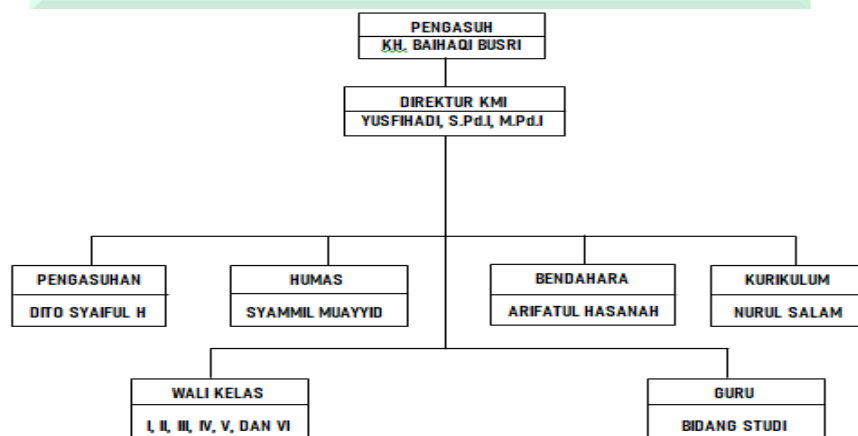 PENGASUH
KH. BAIHAQI BUSRI
DIREKTUR KMI
YUSFIHADI, S.Pd.I, M.Pd.I
PENGASUHAN
DITO SYAIFUL H
HUMAS
SYAMMIL MUAYYID
BENDAHARA
ARIFATUL HASANAH
KURIKULUM
NURUL SALAM
WALI KELAS
I, II, III, IV, V, DAN VI
GURU
BIDANG STUDI